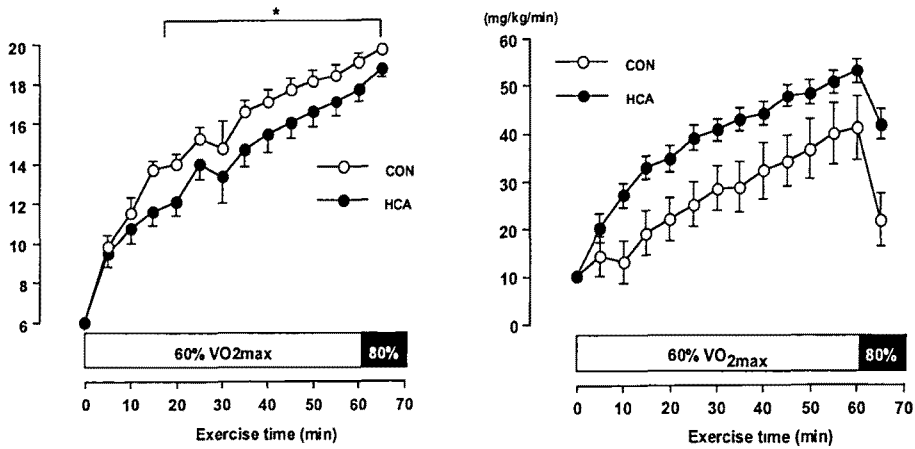 *
20
18
16
14
12
10
8
6
CON
HCA
60% VO2max
80%
0 10 20 30 40 50 60 70
Exercise time (min)
(mg/kg/min)
60
50
40
30
20
10
0
CON
HCA
60% VO2max
80%
0 10 20 30 40 50 60 70
Exercise time (min)